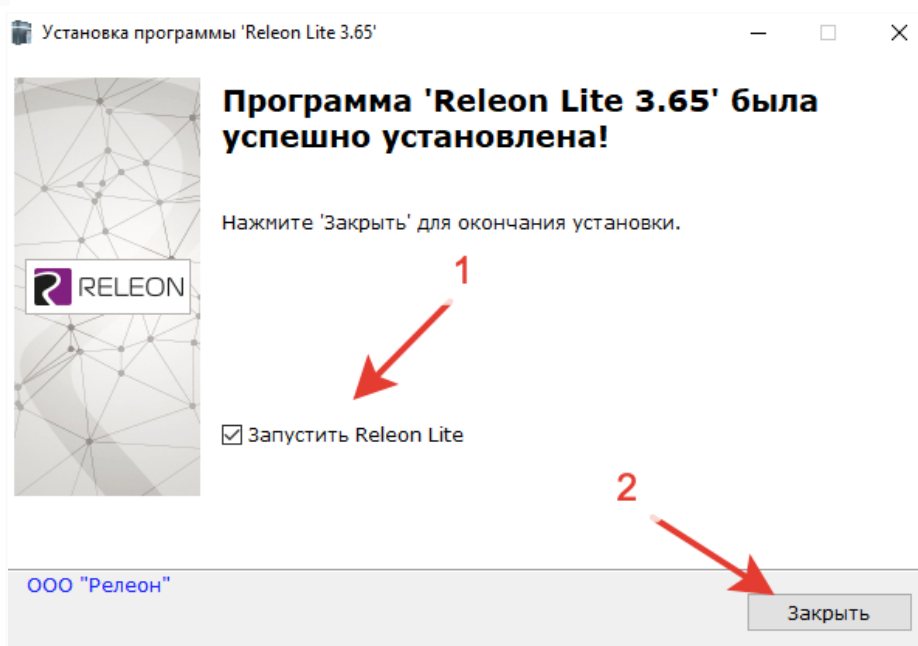 Установка программы 'Releon Lite 3.65'
Программа 'Releon Lite 3.65' была
успешно установлена!
Нажмите 'Закрыть' для окончания установки.
1
RELEON
Запустить Releon Lite
2
ООО "Релеон"
Закрыть